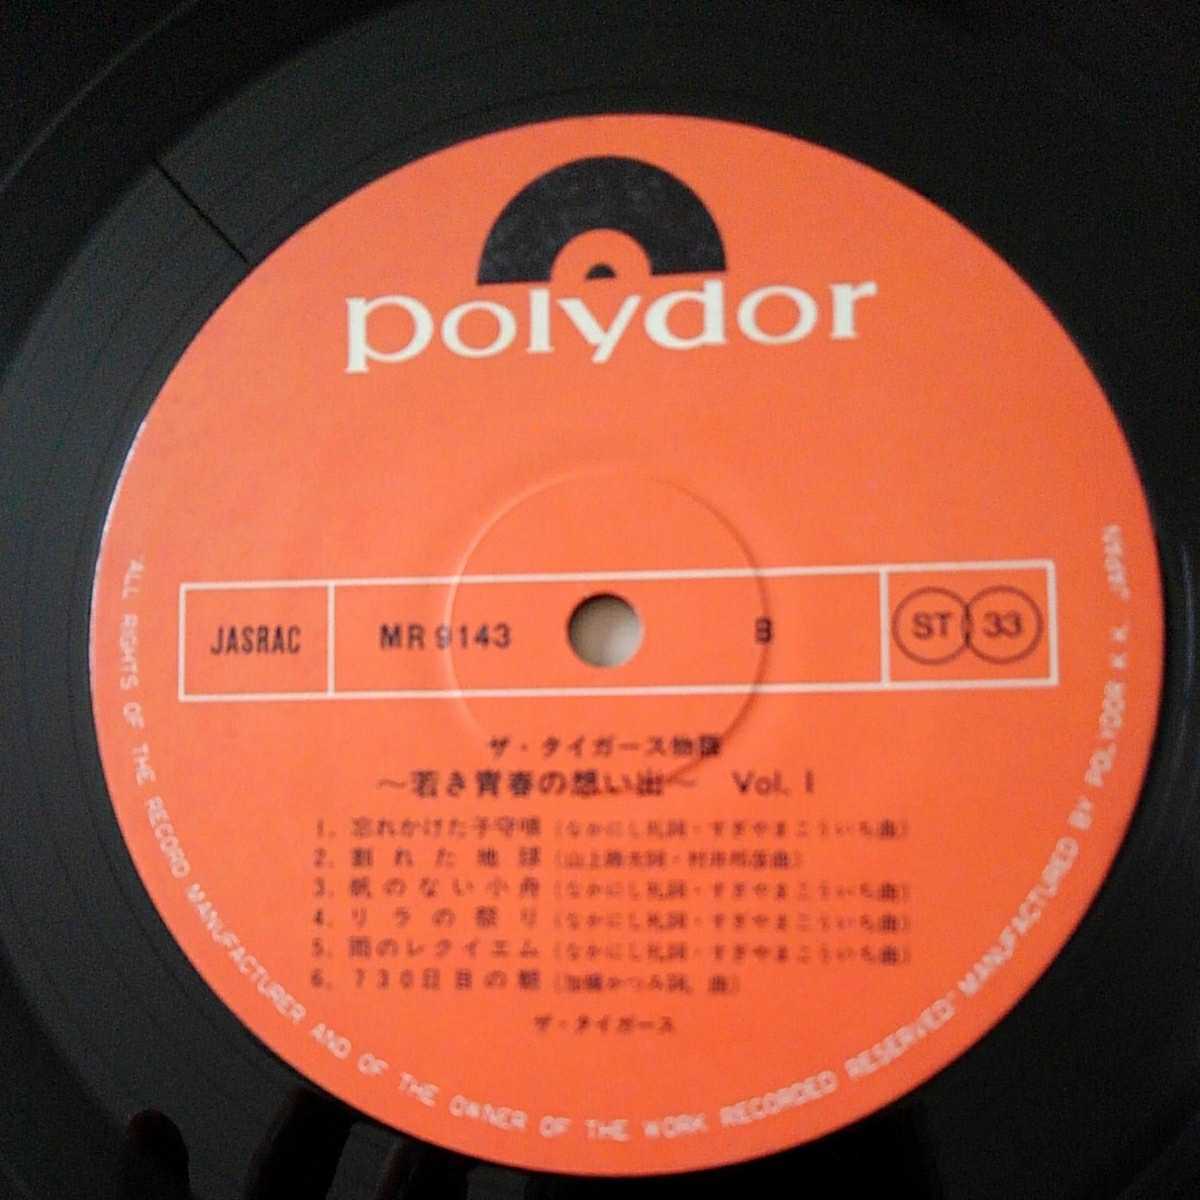 polydor
JASRAC MR 9143 B ST 33
ザ・タイガース物語
〜若き青春の想い出〜 Vol. 1
1. 忘れかけた子守唄 (なかにし礼詞・すぎやまこういち曲)
2. 割れた地球 (山上路夫詞・村井邦彦曲)
3. 帆のない小舟 (なかにし礼詞・すぎやまこういち曲)
4. リラの祭り (なかにし礼詞・すぎやまこういち曲)
5. 雨のレクイエム (なかにし礼詞・すぎやまこういち曲)
6. 730日目の朝 (加橋かつみ詞、曲)
ザ・タイガース
ALL RIGHTS OF THE RECORD MANUFACTURER AND OF THE OWNER OF THE WORK RECORDED RESERVED" MANUFACTURED BY POLYDOR K.K. JAPAN